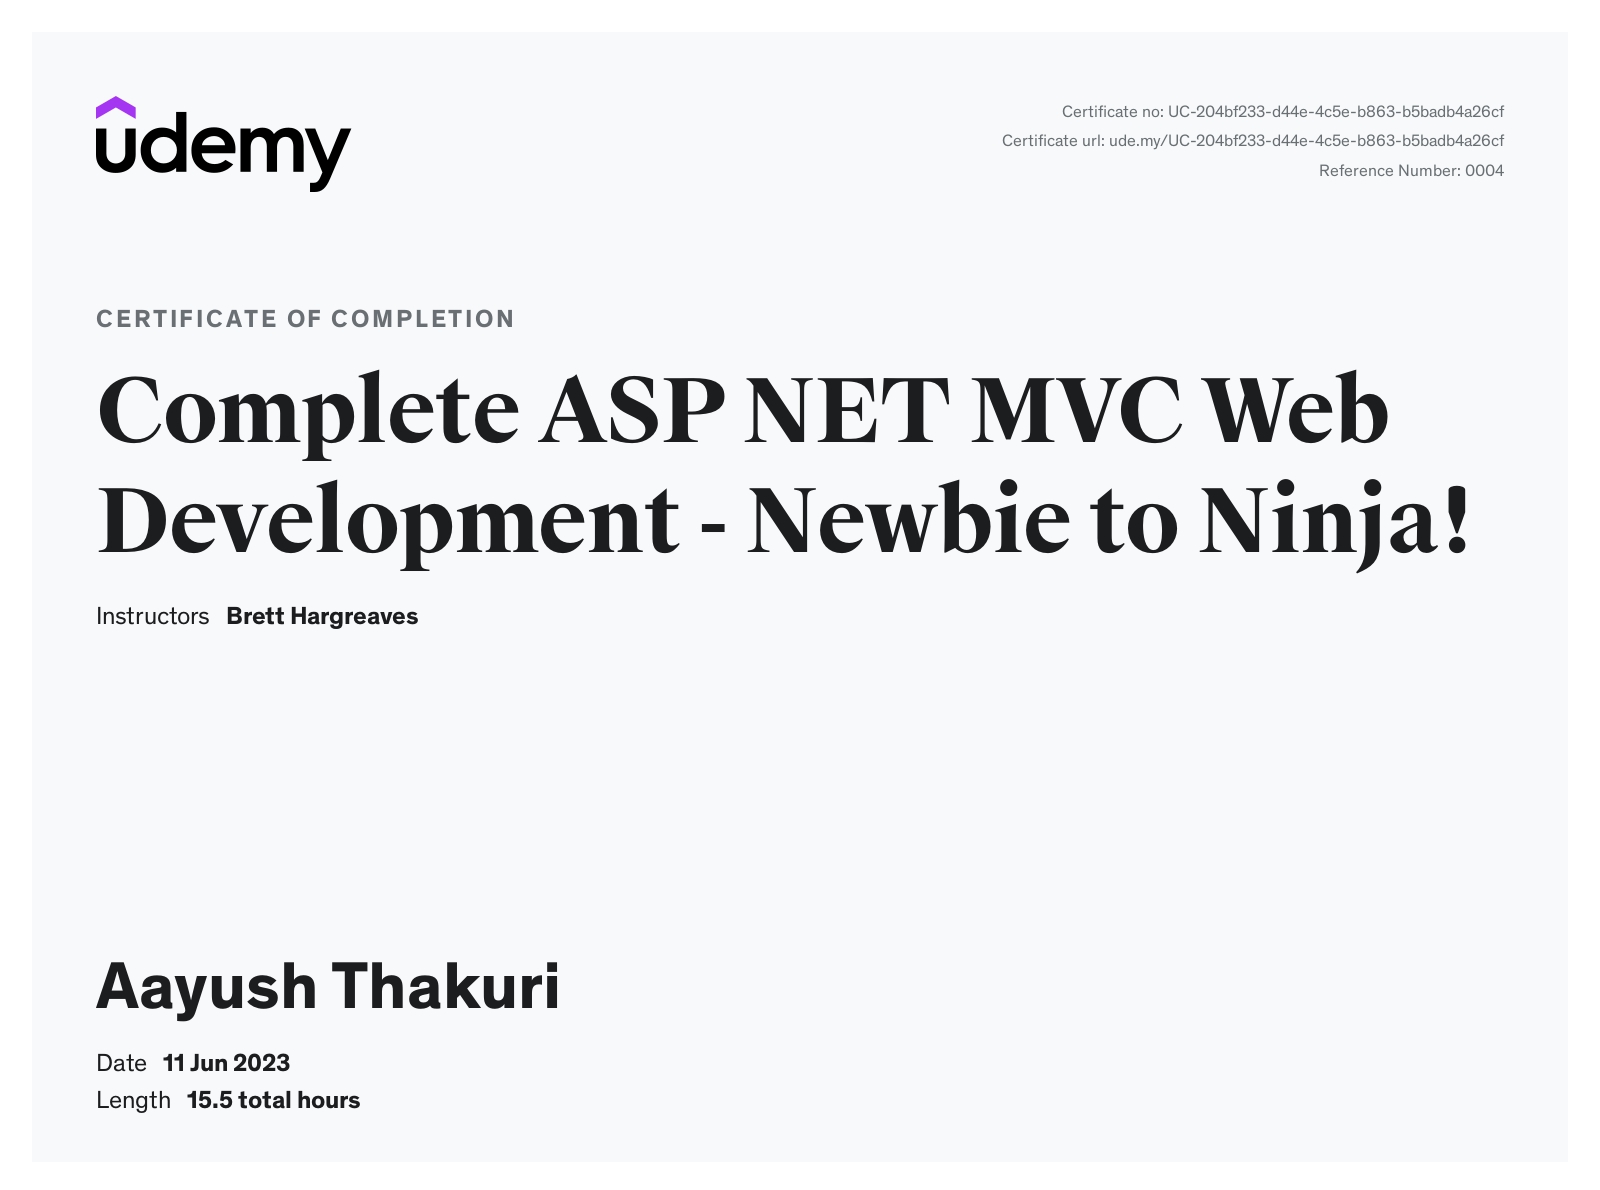 udemy
Certificate no: UC-204bf233-d44e-4c5e-b863-b5badb4a26cf
Certificate url: ude.my/UC-204bf233-d44e-4c5e-b863-b5badb4a26cf
Reference Number: 0004
CERTIFICATE OF COMPLETION
Complete ASP NET MVC Web
Development - Newbie to Ninja!
Instructors Brett Hargreaves
Aayush Thakuri
Date 11 Jun 2023
Length 15.5 total hours